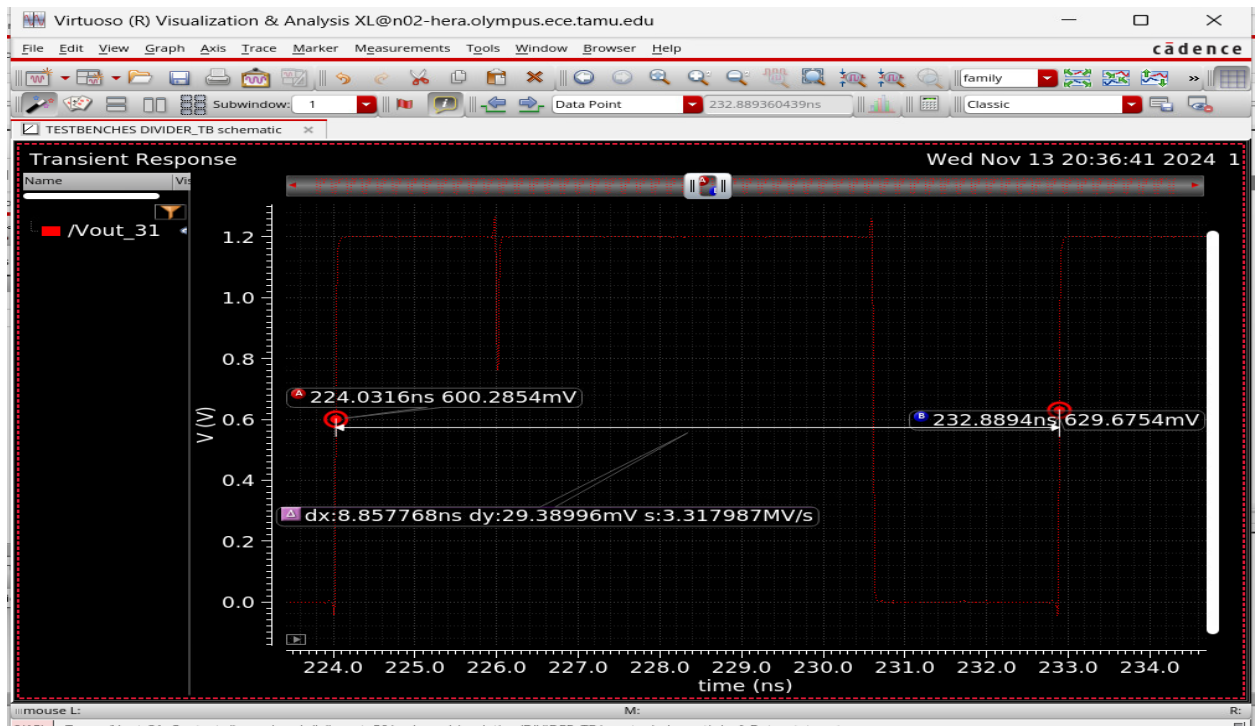 Virtuoso (R) Visualization & Analysis XL@n02-hera.olympus.ece.tamu.edu
File Edit View Graph Axis Trace Marker Measurements Tools Window Browser Help
cādence
family
»
Subwindow: 1
Data Point
232.889360439ns
Classic
TESTBENCHES DIVIDER_TB schematic
Transient Response
Wed Nov 13 20:36:41 2024 1
Name Vis
/Vout_31
V (V)
1.2
1.0
0.8
0.6
0.4
0.2
0.0
A 224.0316ns 600.2854mV
B 232.8894ns 629.6754mV
dx:8.857768ns dy:29.38996mV s:3.317987MV/s
224.0 225.0 226.0 227.0 228.0 229.0 230.0 231.0 232.0 233.0 234.0
time (ns)
mouse L: M: R: